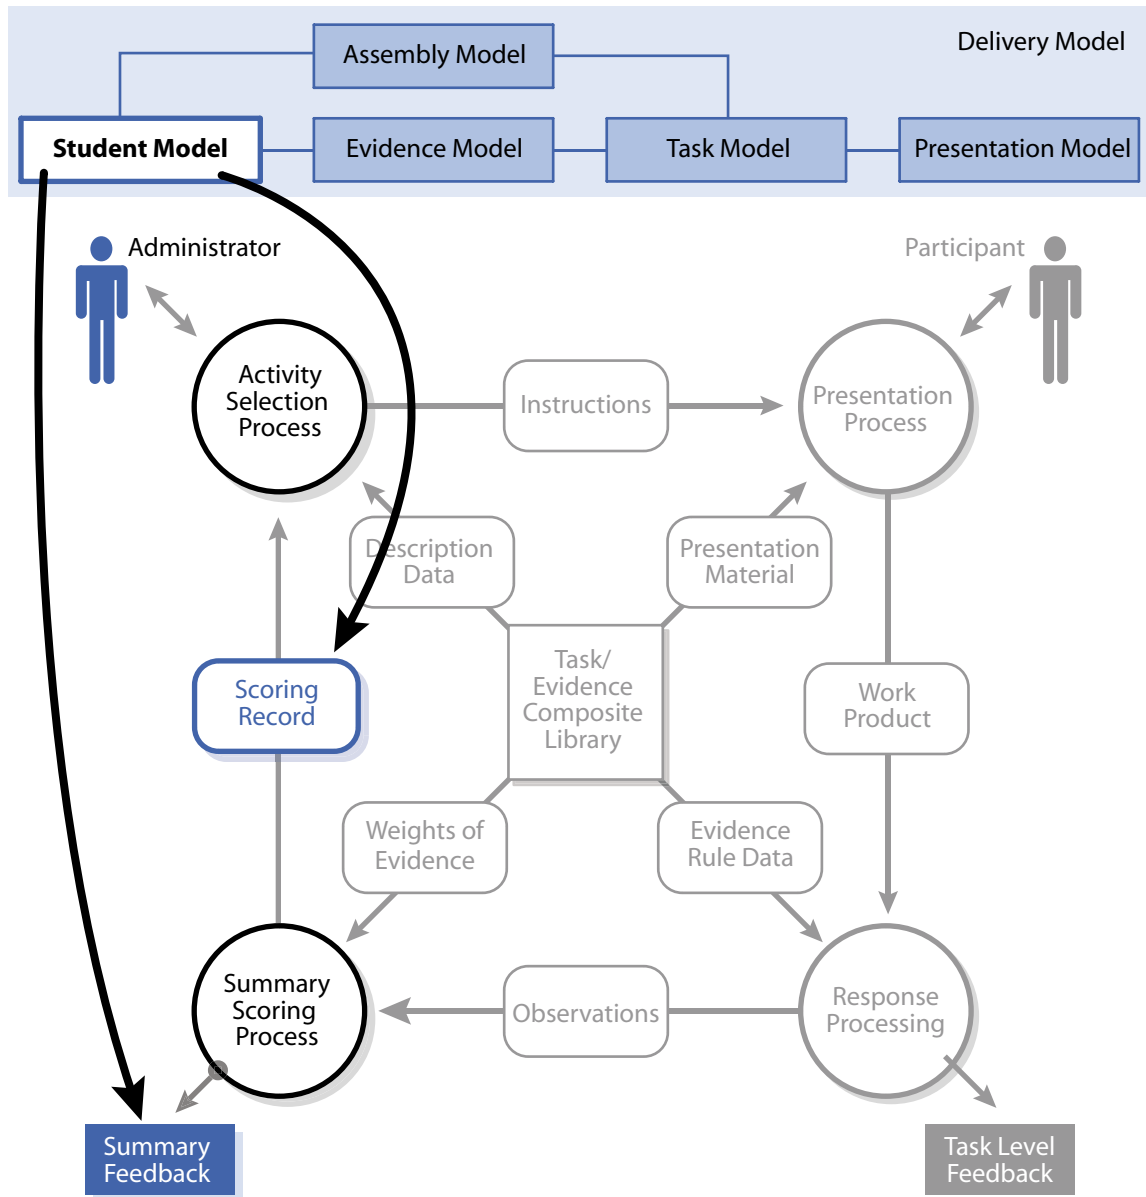 Delivery Model
Assembly Model
Student Model
Evidence Model
Task Model
Presentation Model
Administrator
Participant
Activity
Selection
Process
Instructions
Presentation
Process
Description
Data
Presentation
Material
Task/
Evidence
Composite
Library
Scoring
Record
Work
Product
Weights of
Evidence
Evidence
Rule Data
Summary
Scoring
Process
Observations
Response
Processing
Summary
Feedback
Task Level
Feedback